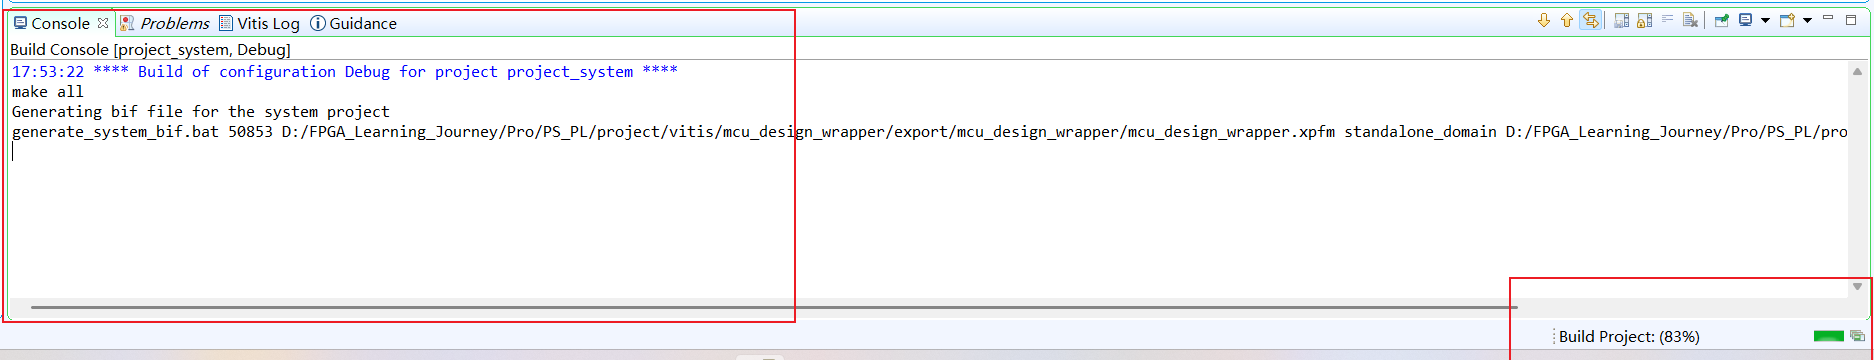 Console Problems Vitis Log Guidance
Build Console [project_system, Debug]
17:53:22 **** Build of configuration Debug for project project_system ****
make all
Generating bif file for the system project
generate_system_bif.bat 50853 D:/FPGA_Learning_Journey/Pro/PS_PL/project/vitis/mcu_design_wrapper/export/mcu_design_wrapper/mcu_design_wrapper.xpfm standalone_domain D:/FPGA_Learning_Journey/Pro/PS_PL/pro
Build Project: (83%)